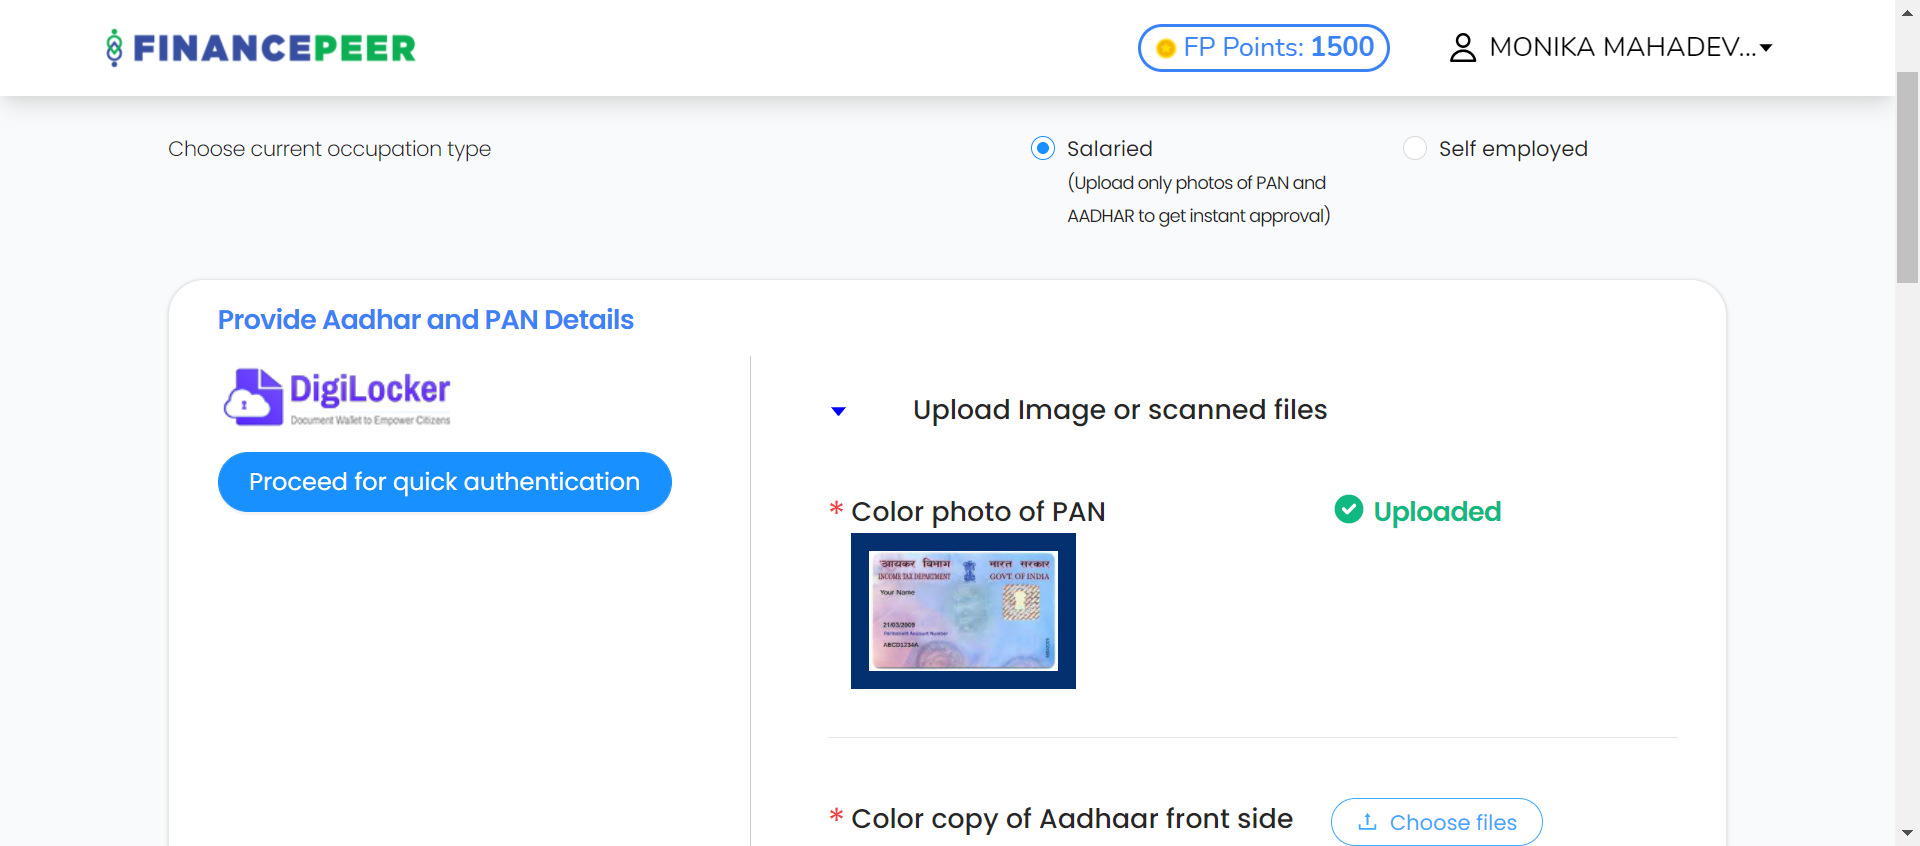 FINANCEPEER
FP Points: 1500
MONIKA MAHADEV...
Choose current occupation type
Salaried
(Upload only photos of PAN and
AADHAR to get instant approval)
Self employed
Provide Aadhar and PAN Details
DigiLocker
Document Wallet to Empower Citizens
Proceed for quick authentication
Upload Image or scanned files
* Color photo of PAN
Uploaded
आयकर विभाग
INCOME TAX DEPARTMENT
भारत सरकार
GOVT. OF INDIA
Your Name
21/03/2009
Permanent Account Number
ABCD1234A
* Color copy of Aadhaar front side
Choose files